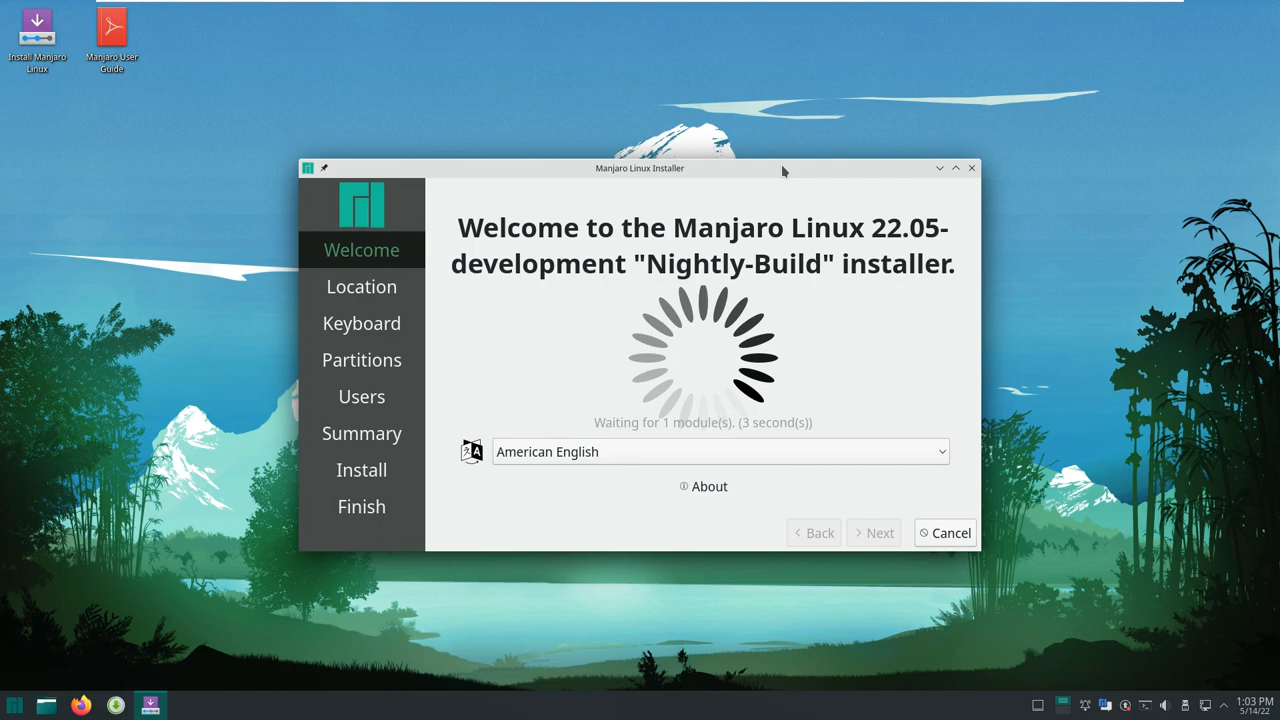 Install Manjaro
Linux
Manjaro User
Guide
Manjaro Linux Installer
Welcome
Location
Keyboard
Partitions
Users
Summary
Install
Finish
Welcome to the Manjaro Linux 22.05-
development "Nightly-Build" installer.
Waiting for 1 module(s). (3 second(s))
American English
About
Back
Next
Cancel
1:03 PM
5/14/22